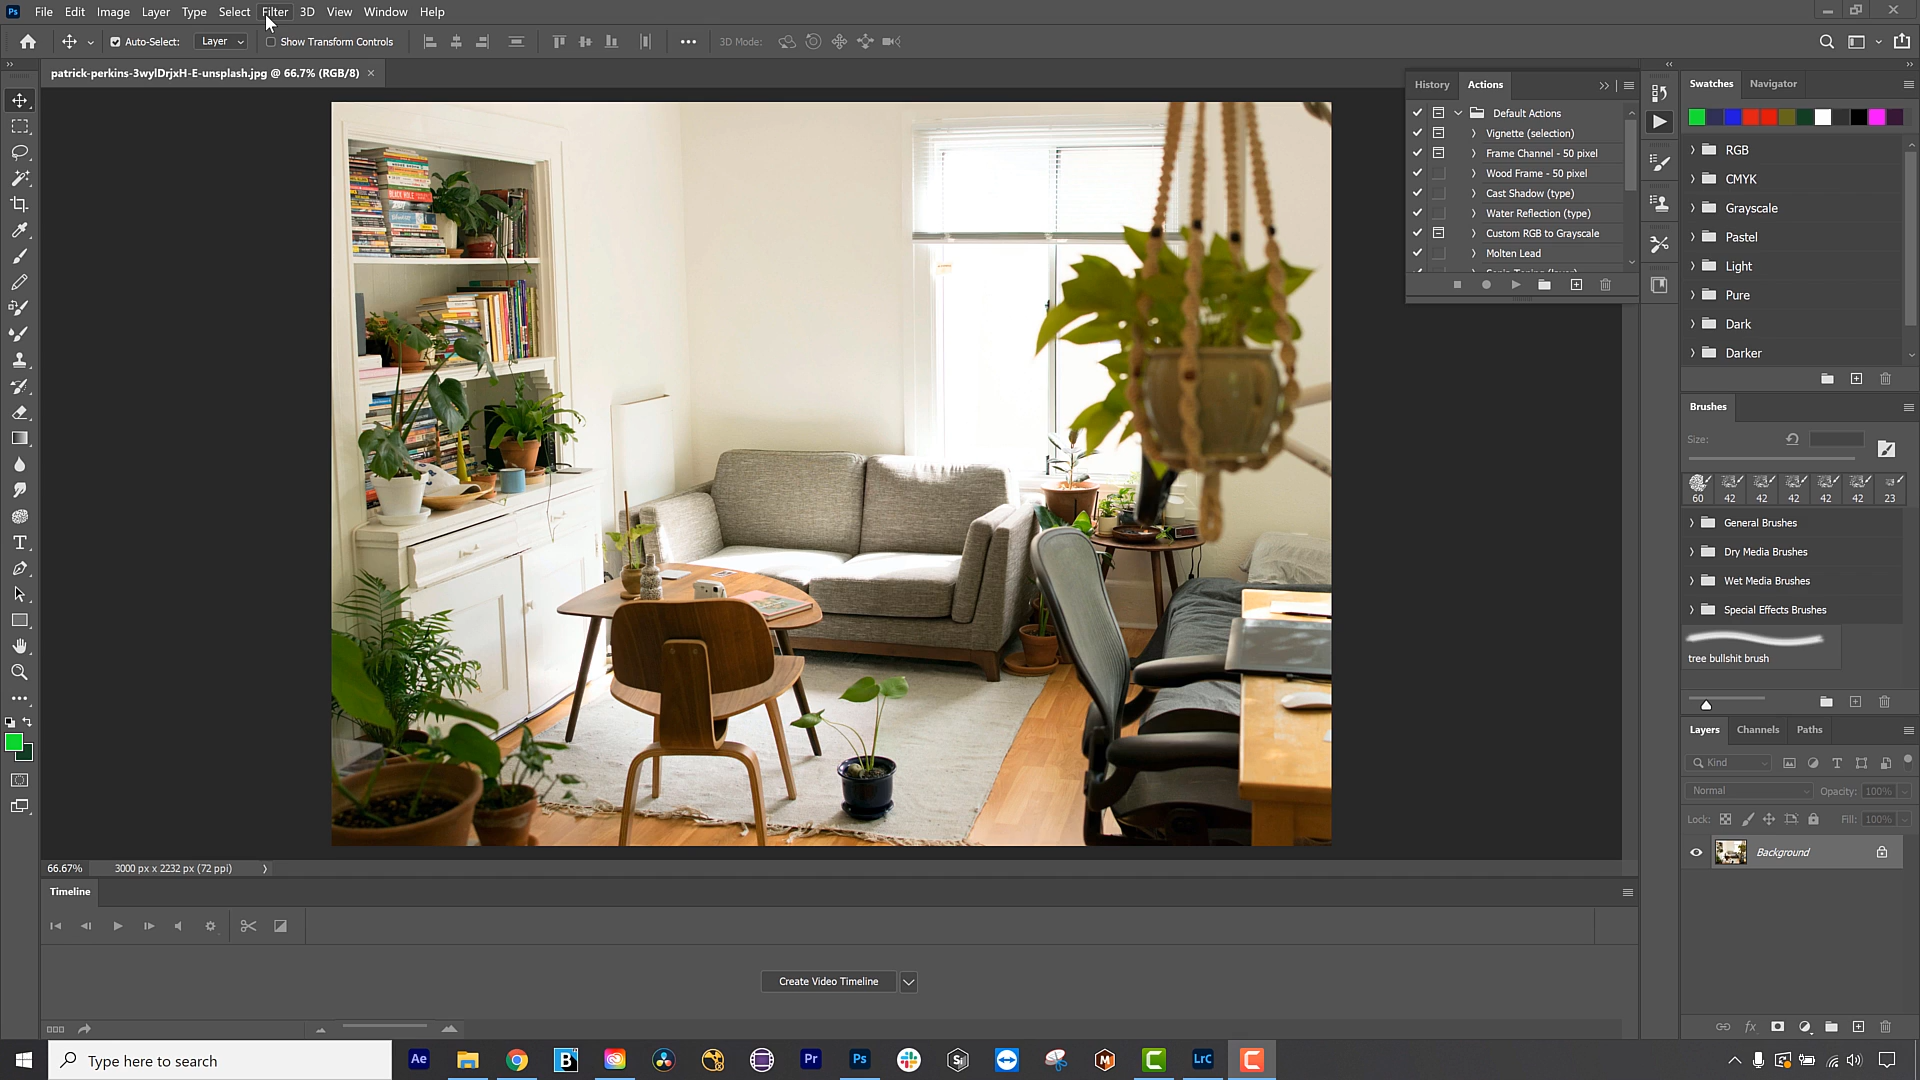 Ps File Edit Image Layer Type Select Filter 3D View Window Help
Auto-Select: Layer Show Transform Controls 3D Mode:
patrick-perkins-3wylDrjxH-E-unsplash.jpg @ 66.7% (RGB/8)
History Actions
Default Actions
Vignette (selection)
Frame Channel - 50 pixel
Wood Frame - 50 pixel
Cast Shadow (type)
Water Reflection (type)
Custom RGB to Grayscale
Molten Lead
Swatches Navigator
RGB
CMYK
Grayscale
Pastel
Light
Pure
Dark
Darker
Brushes
Size:
60 42 42 42 42 42 23
General Brushes
Dry Media Brushes
Wet Media Brushes
Special Effects Brushes
tree bullshit brush
Layers Channels Paths
Kind
Normal Opacity: 100%
Lock: Fill: 100%
Background
66.67% 3000 px x 2232 px (72 ppi)
Timeline
Create Video Timeline
Type here to search
Ae Pr Ps LrC